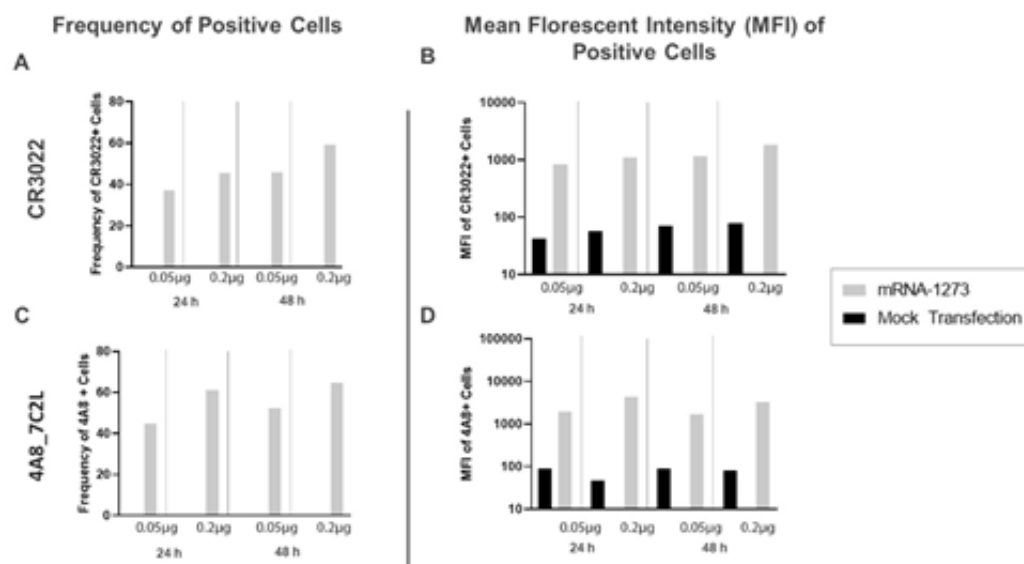 Frequency of Positive Cells
Mean Florescent Intensity (MFI) of
Positive Cells
A
CR3022
Frequency of CR3022+ Cells
80
60
40
20
0
0.05µg 0.2µg 0.05µg 0.2µg
24 h 48 h
B
MFI of CR3022+ Cells
10000
1000
100
10
0.05µg 0.2µg 0.05µg 0.2µg
24 h 48 h
mRNA-1273
Mock Transfection
C
4A8_7C2L
Frequency of 4A8 + Cells
80
60
40
20
0
0.05µg 0.2µg 0.05µg 0.2µg
24 h 48 h
D
MFI of 4A8+ Cells
100000
10000
1000
100
10
0.05µg 0.2µg 0.05µg 0.2µg
24 h 48 h